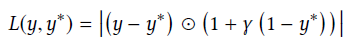 L(y, y*) = |(y − y*) ⊙ (1 + γ (1 − y*))|